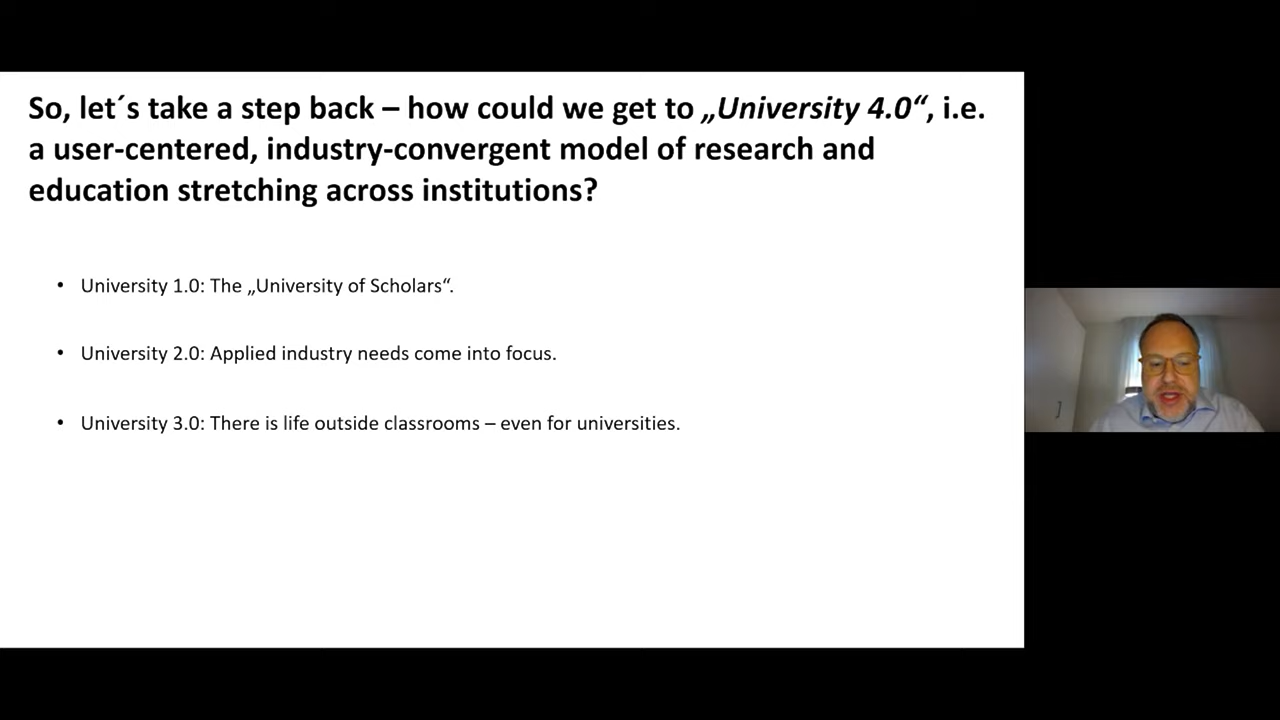 So, let´s take a step back – how could we get to „University 4.0“, i.e.
a user-centered, industry-convergent model of research and
education stretching across institutions?
• University 1.0: The „University of Scholars“.
• University 2.0: Applied industry needs come into focus.
• University 3.0: There is life outside classrooms – even for universities.